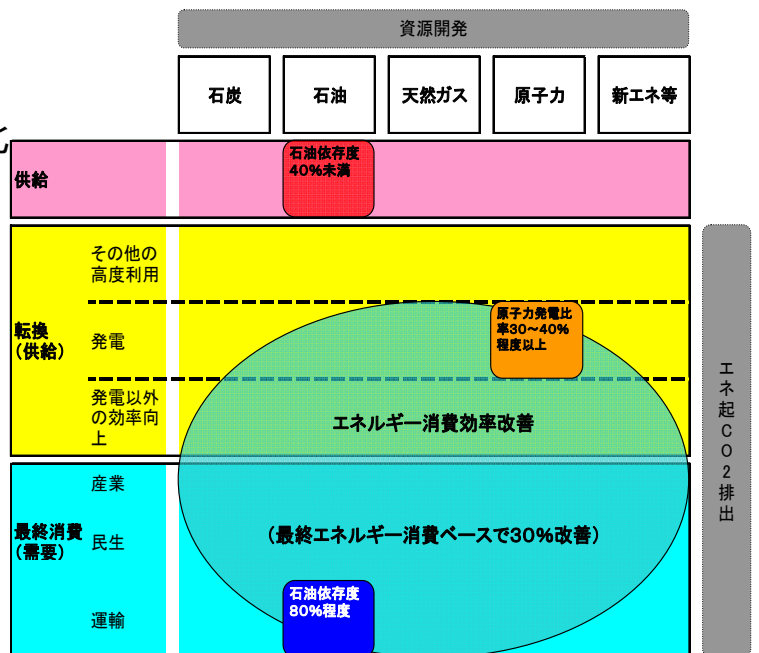 資源開発
石炭
石油
天然ガス
原子力
新エネ等
化
供給
石油依存度
40%未満
その他の
高度利用
転換
(供給)
発電
原子力発電比
率30~40%
程度以上
発電以外
の効率向
上
エネルギー消費効率改善
エネ起CO2排出
産業
最終消費
(需要)
民生
(最終エネルギー消費ベースで30%改善)
石油依存度
80%程度
運輸